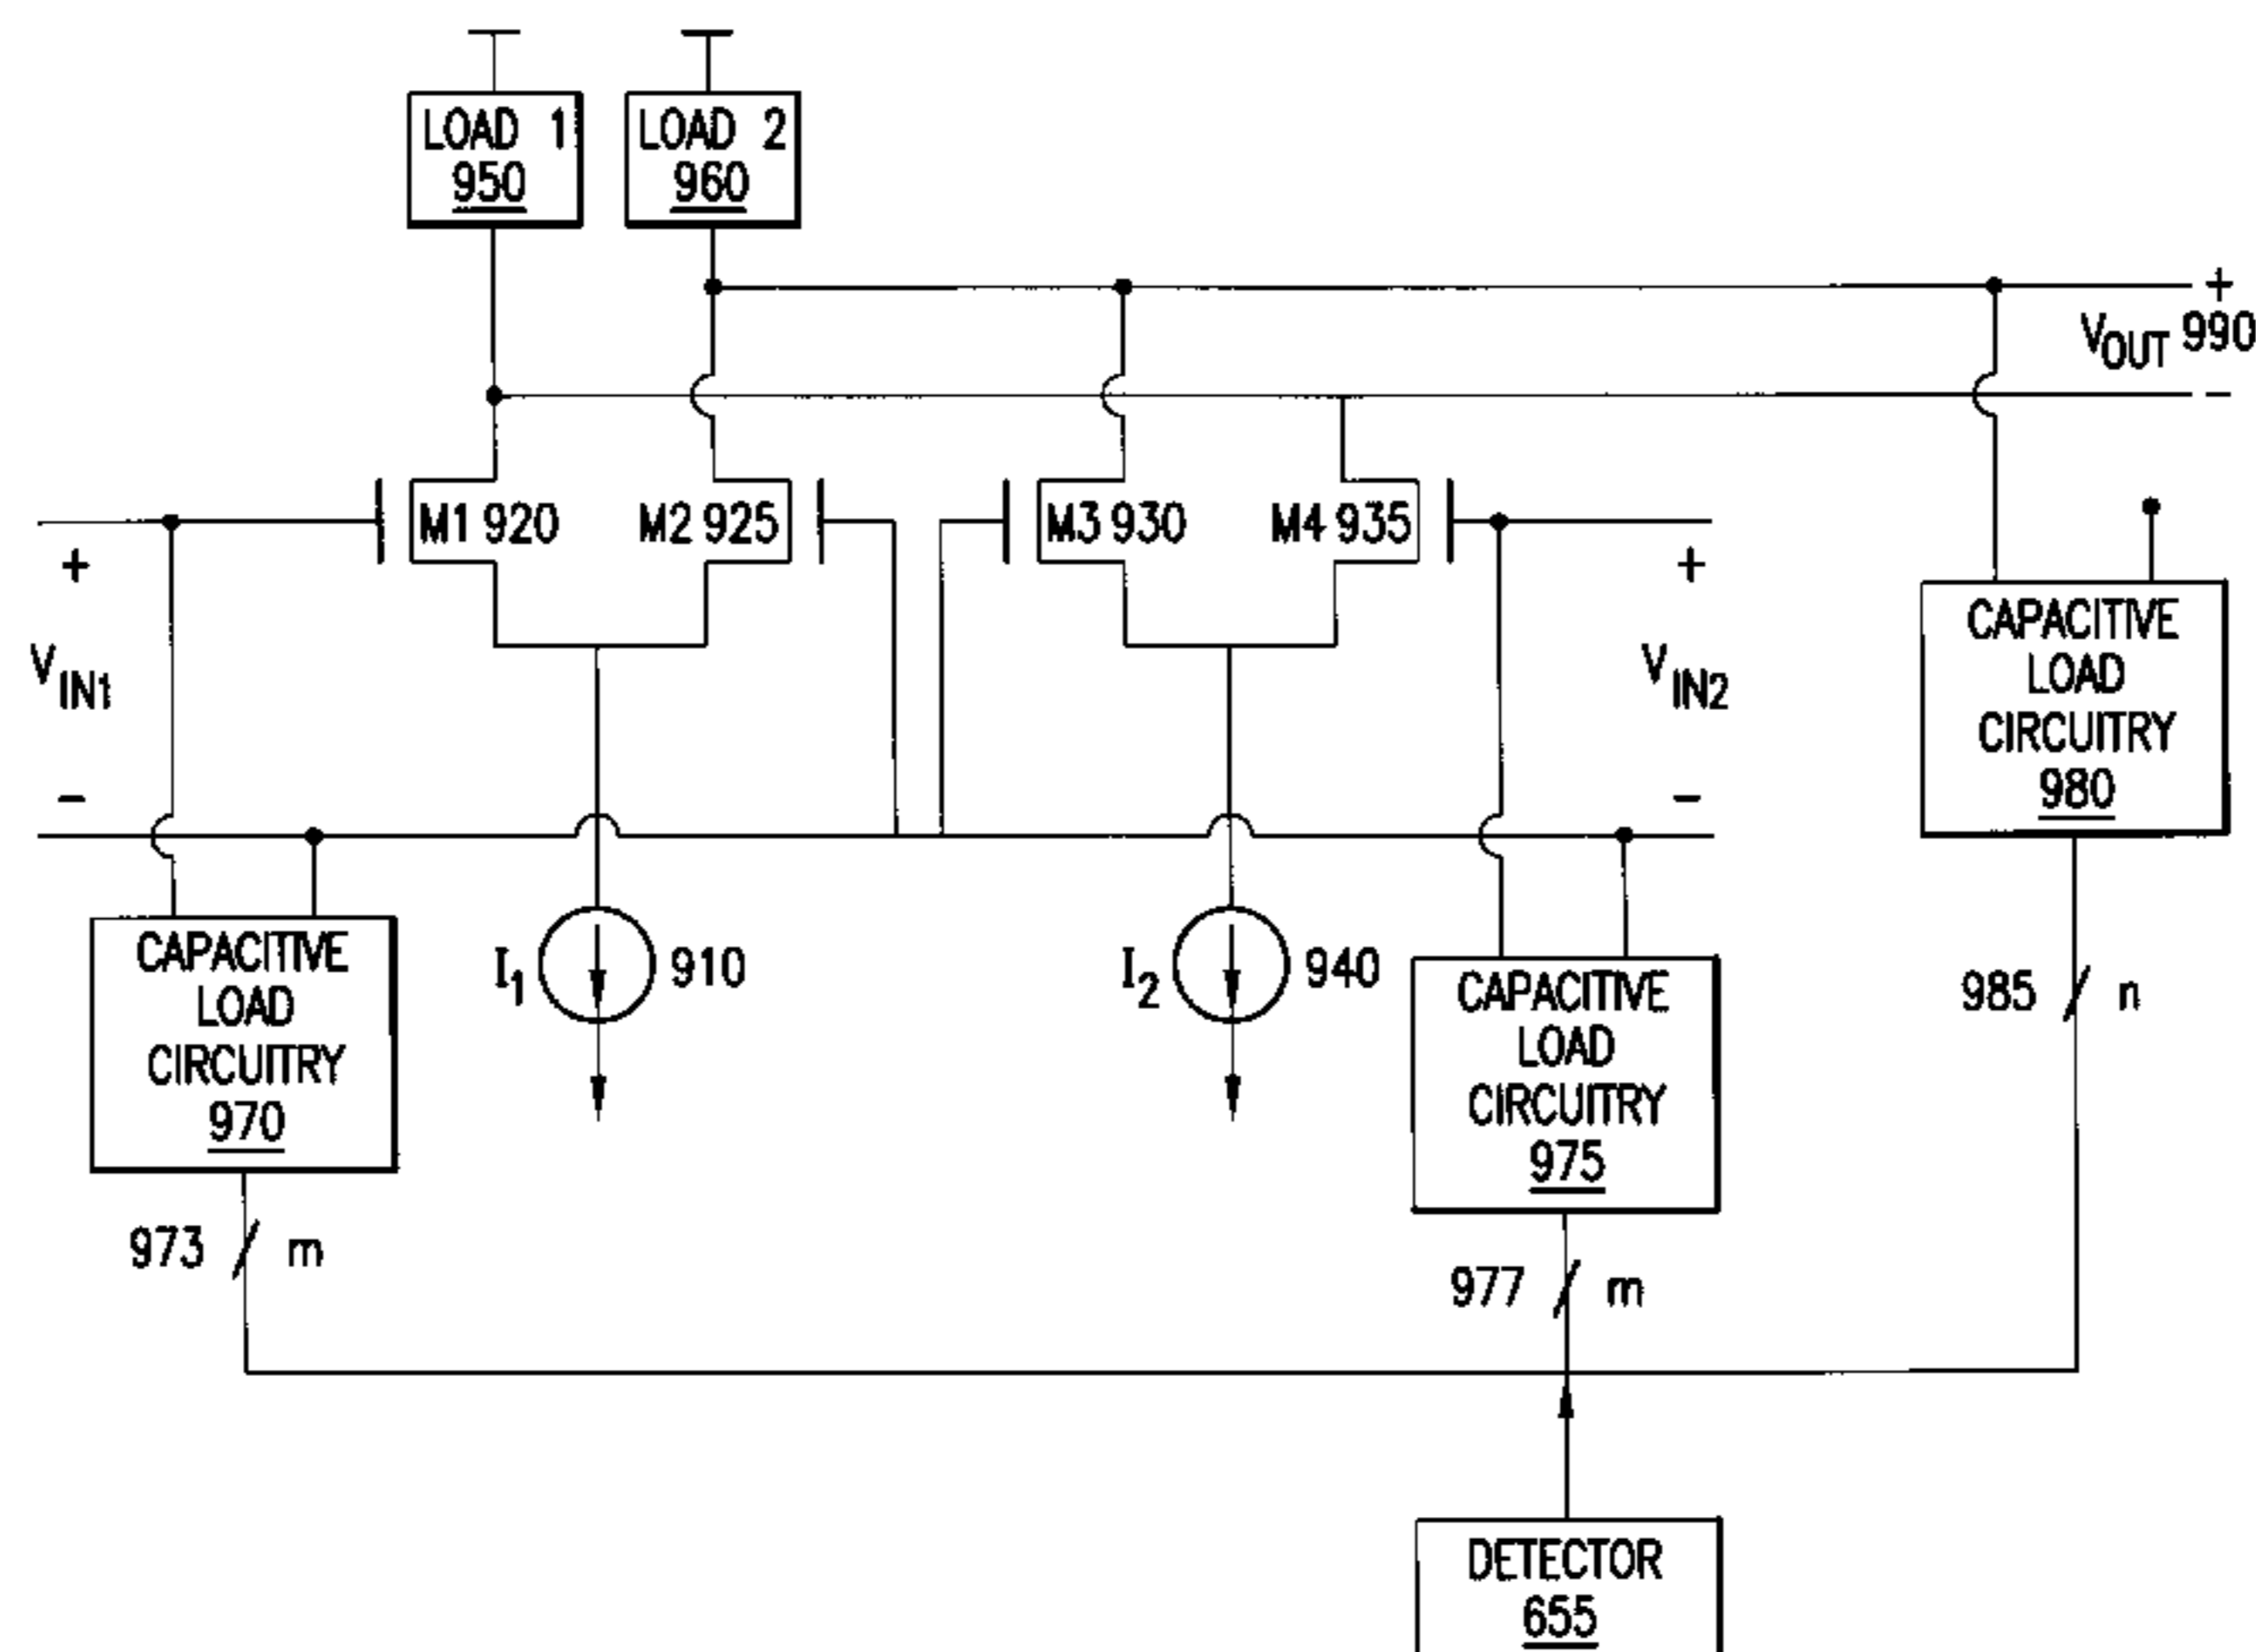 LOAD 1
950
LOAD 2
960
+
VOUT 990
-
M1 920
M2 925
M3 930
M4 935
+
VIN1
-
+
VIN2
-
CAPACITIVE
LOAD
CIRCUITRY
980
CAPACITIVE
LOAD
CIRCUITRY
970
I1
910
I2
940
CAPACITIVE
LOAD
CIRCUITRY
975
985
n
973
m
977
m
DETECTOR
655